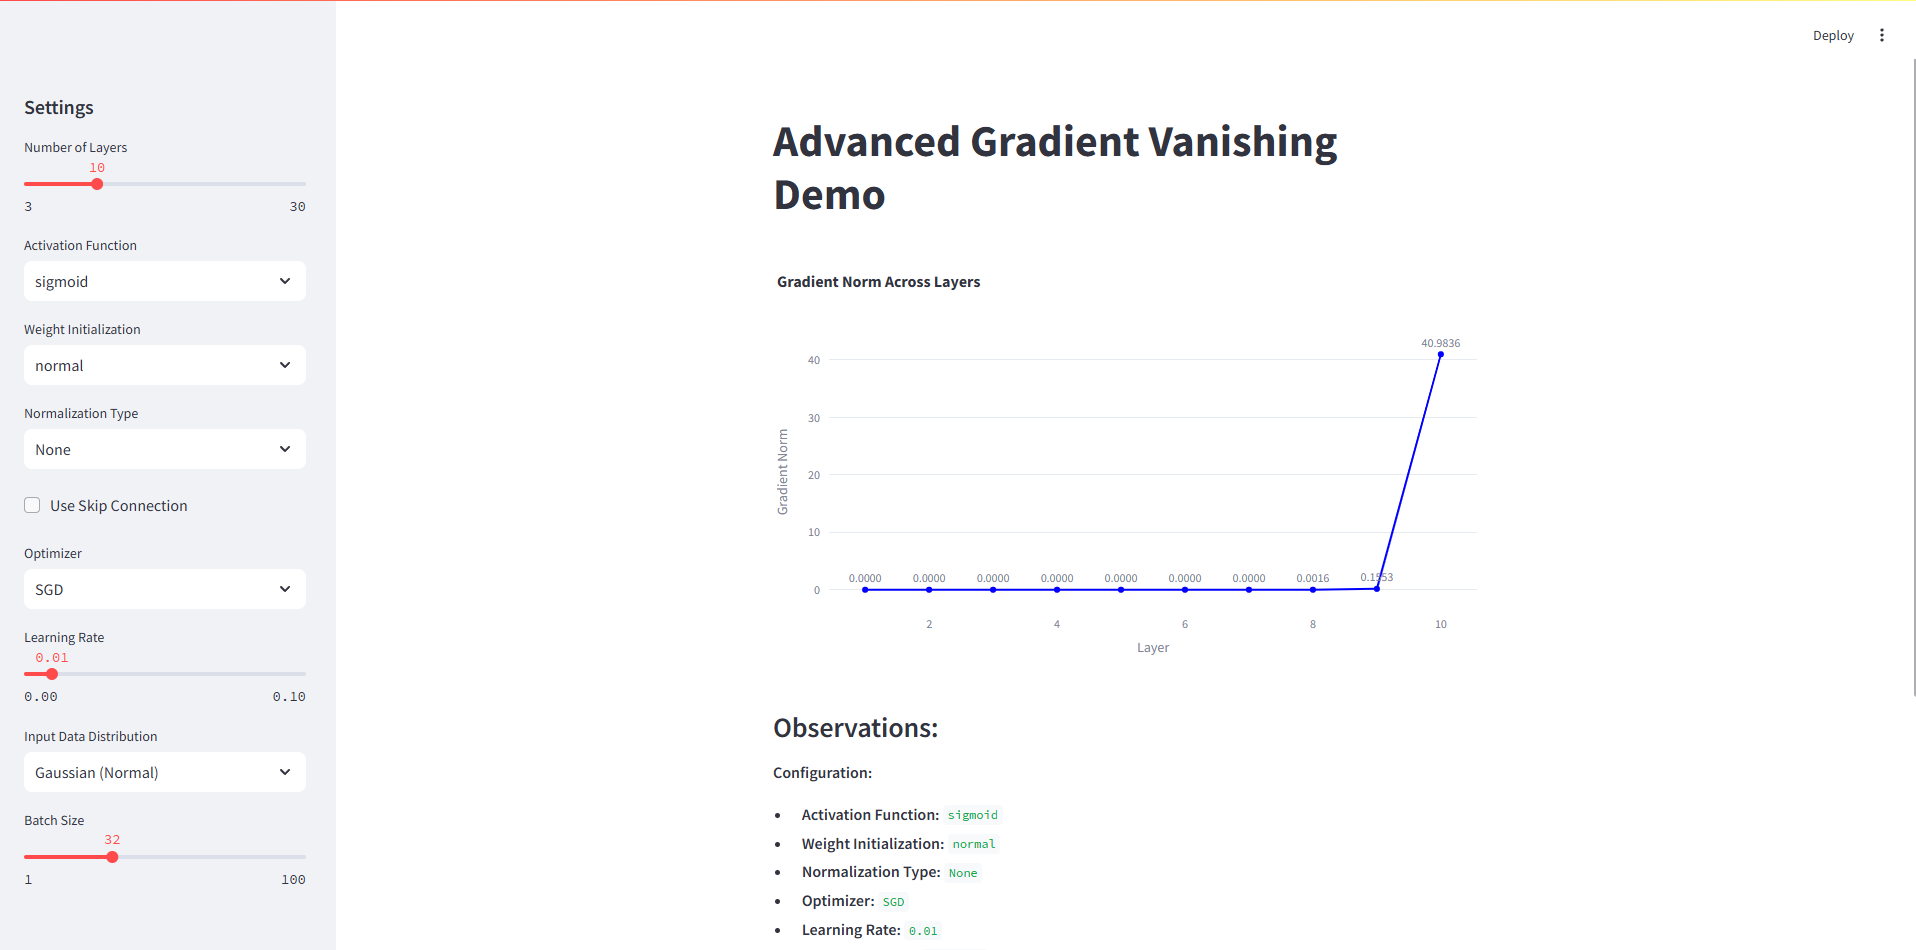 Deploy
Settings
Number of Layers
10
3 30
Activation Function
sigmoid
Weight Initialization
normal
Normalization Type
None
Use Skip Connection
Optimizer
SGD
Learning Rate
0.01
0.00 0.10
Input Data Distribution
Gaussian (Normal)
Batch Size
32
1 100
Advanced Gradient Vanishing
Demo
Gradient Norm Across Layers
40.9836
40
30
20
10
0
Gradient Norm
0.0000 0.0000 0.0000 0.0000 0.0000 0.0000 0.0000 0.0016
2 4 6 8 10
Layer
Observations:
Configuration:
• Activation Function: sigmoid
• Weight Initialization: normal
• Normalization Type: None
• Optimizer: SGD
• Learning Rate: 0.01